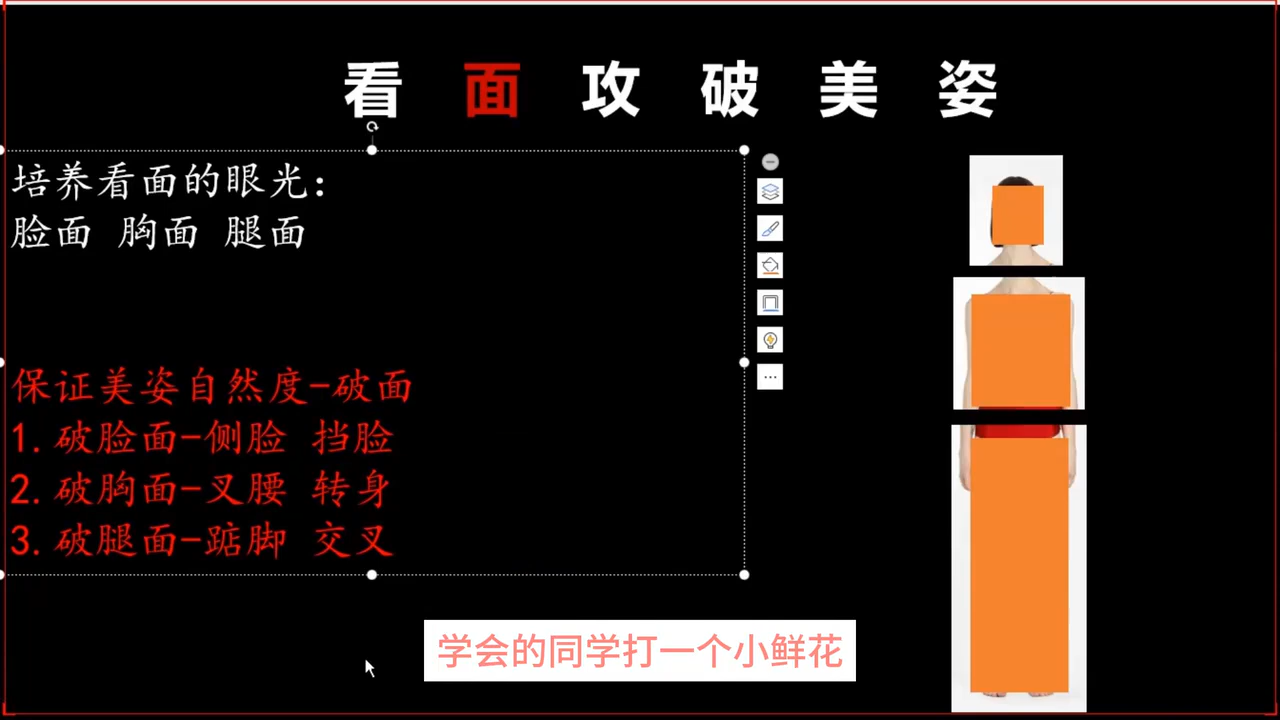 看面攻破美姿
培养看面的眼光：
脸面 胸面 腿面
保证美姿自然度-破面
1.破脸面-侧脸 挡脸
2.破胸面-叉腰 转身
3.破腿面-踮脚 交叉
学会的同学打一个小鲜花